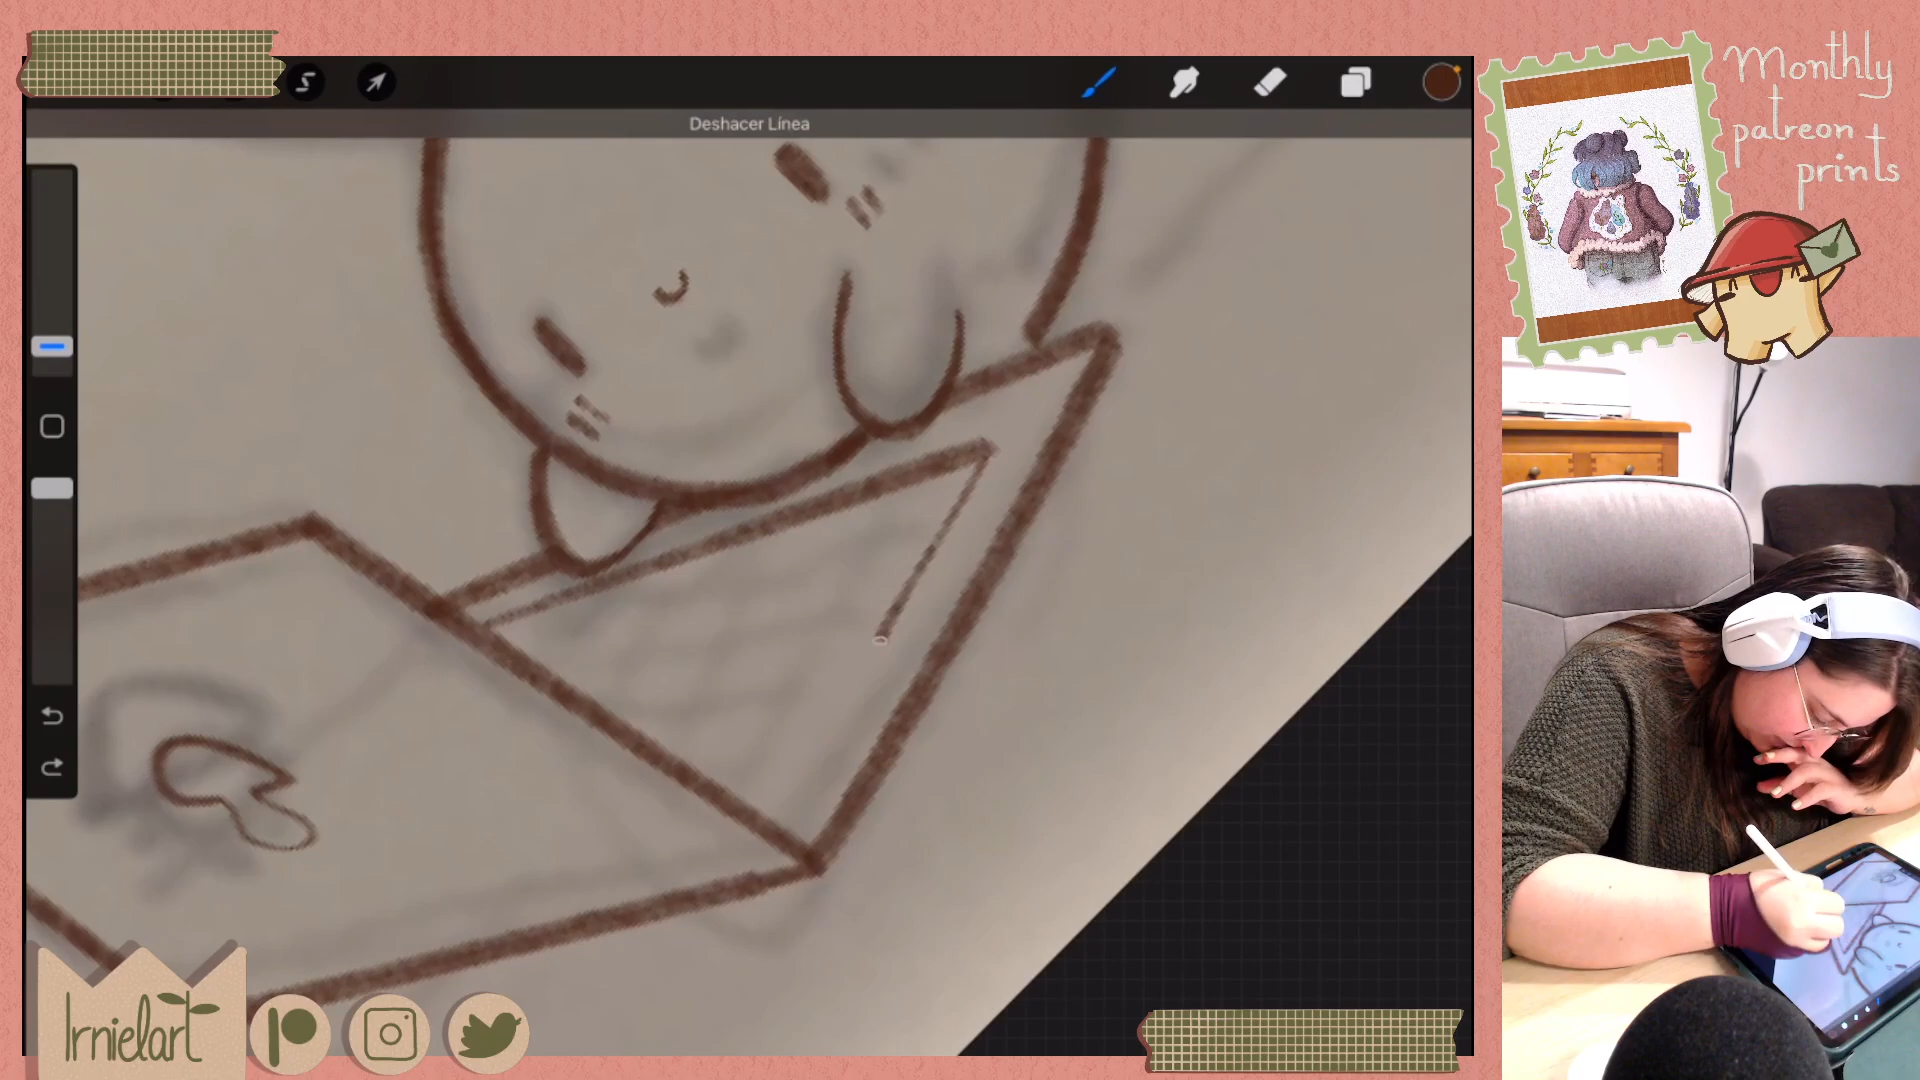 Deshacer Línea
Monthly
patreon
prints
Irnielart